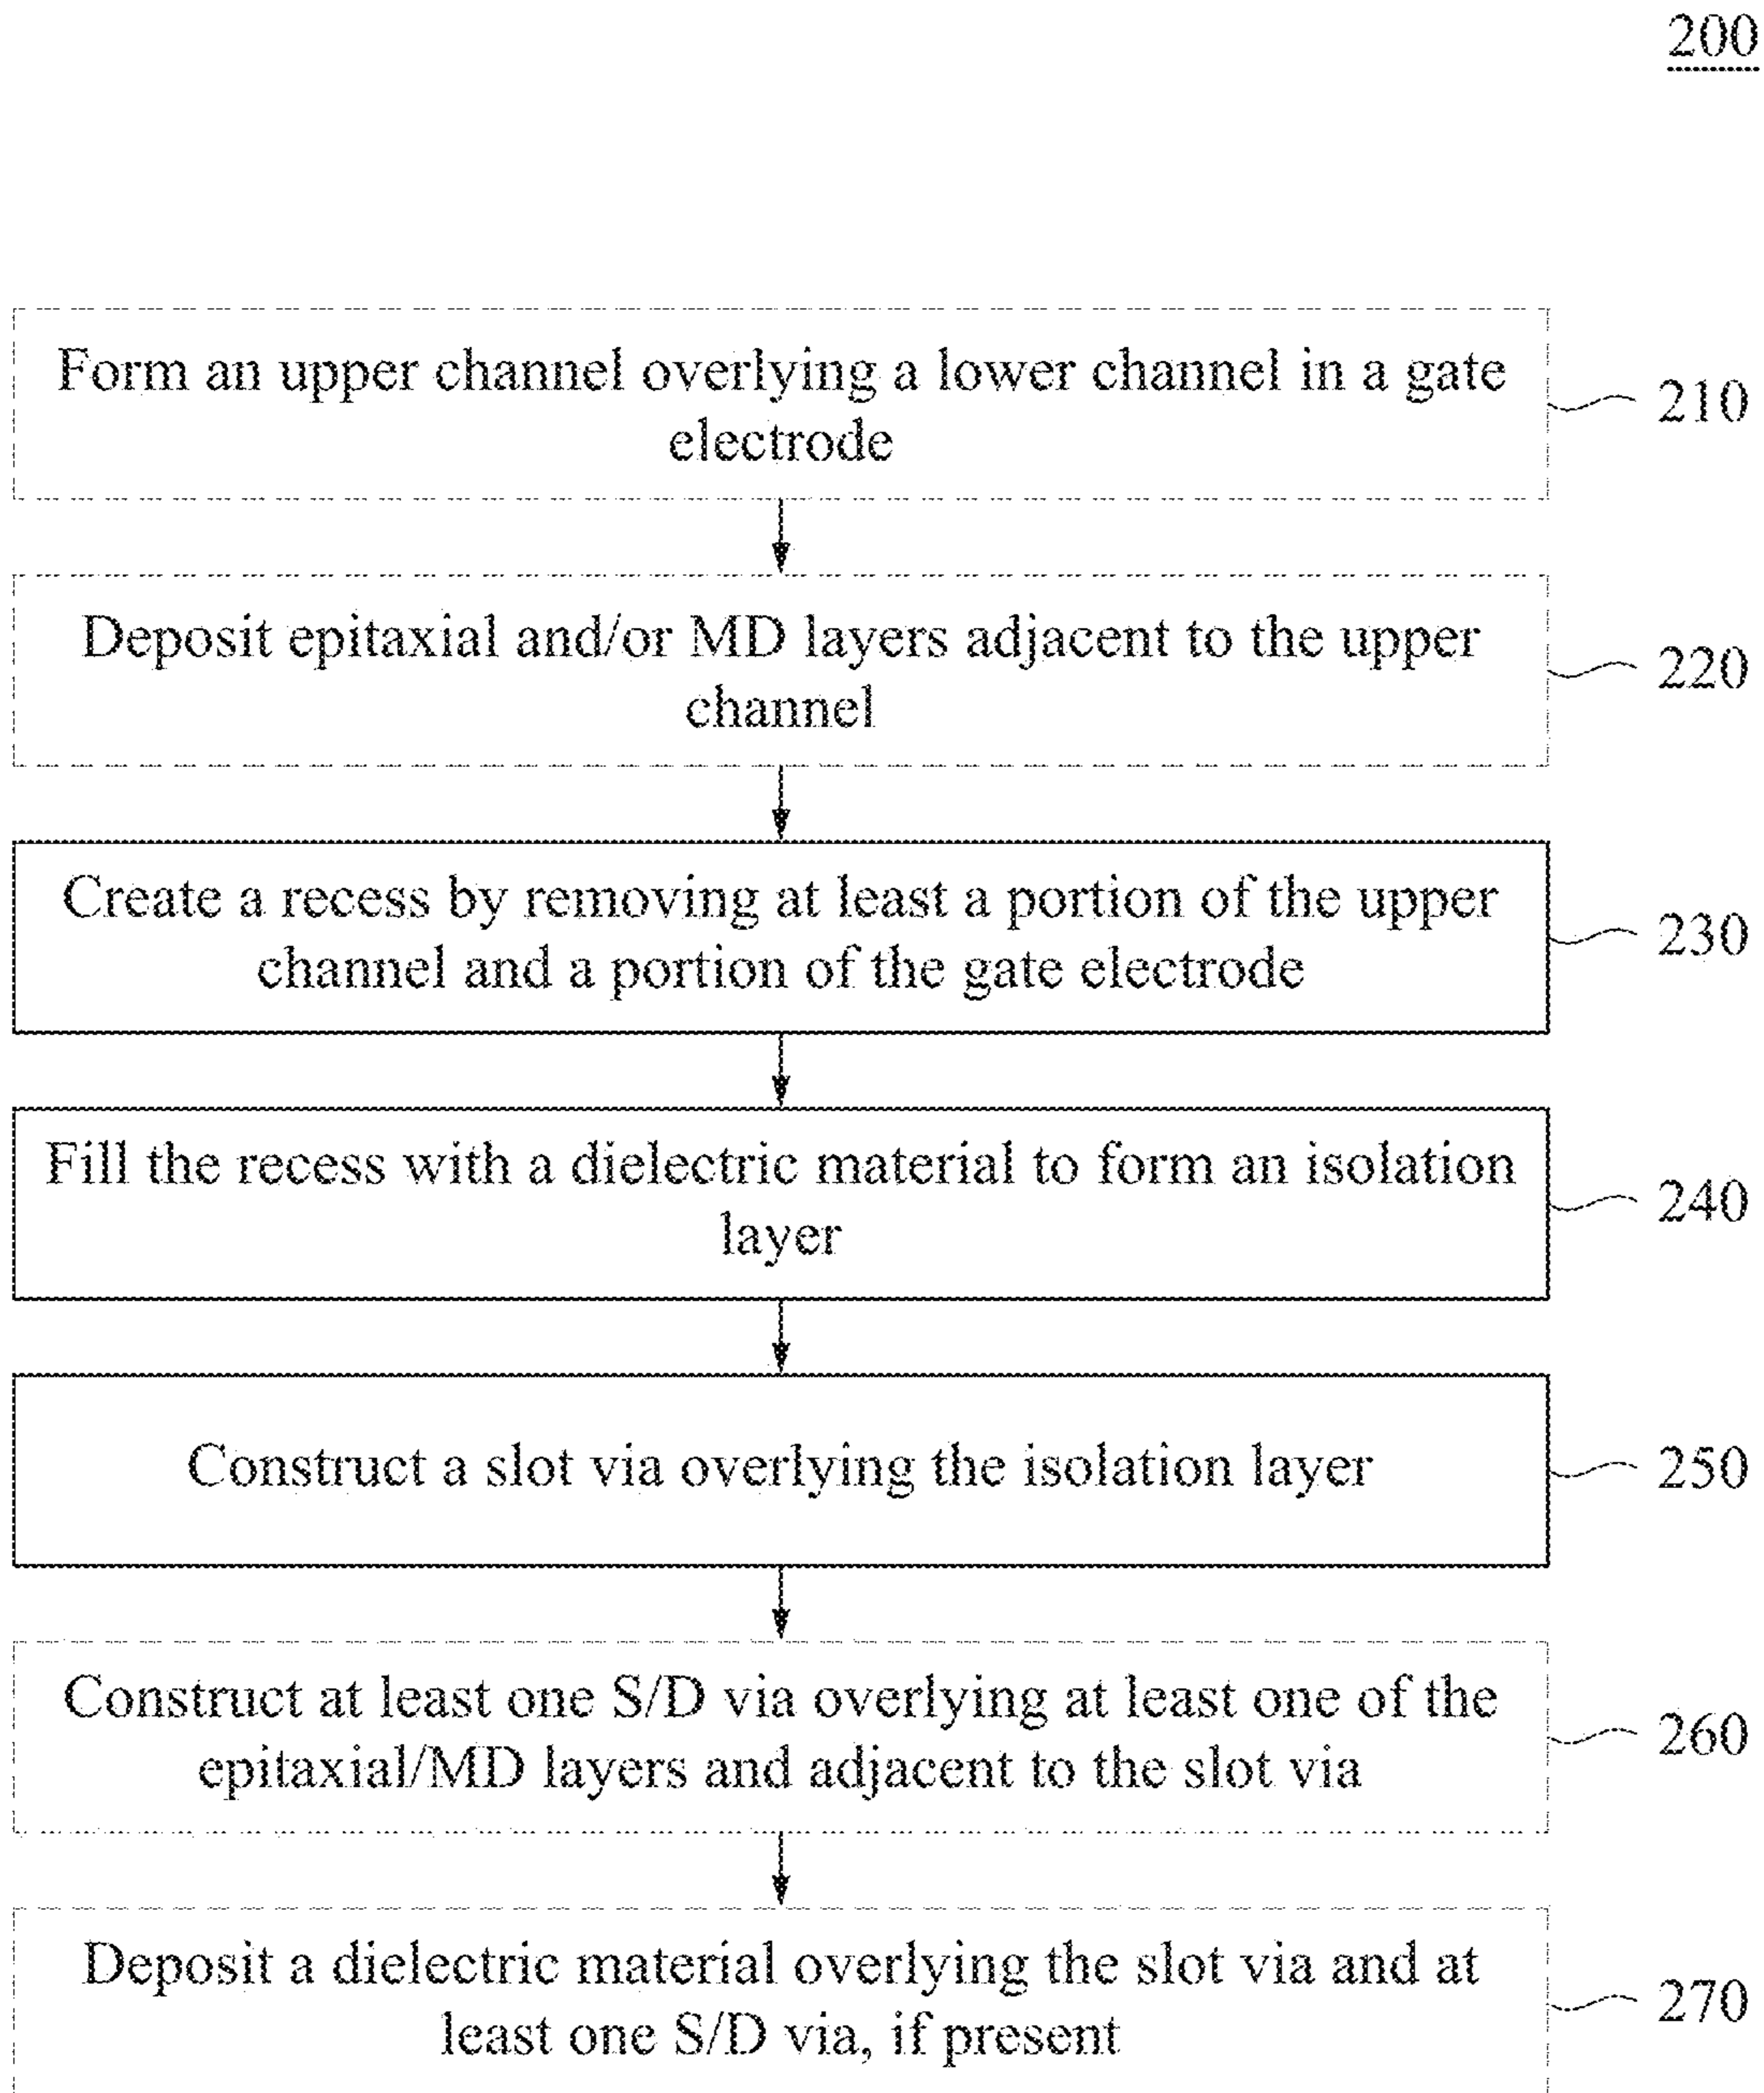 200
Form an upper channel overlying a lower channel in a gate
electrode
210
Deposit epitaxial and/or MD layers adjacent to the upper
channel
220
Create a recess by removing at least a portion of the upper
channel and a portion of the gate electrode
230
Fill the recess with a dielectric material to form an isolation
layer
240
Construct a slot via overlying the isolation layer
250
Construct at least one S/D via overlying at least one of the
epitaxial/MD layers and adjacent to the slot via
260
Deposit a dielectric material overlying the slot via and at
least one S/D via, if present
270